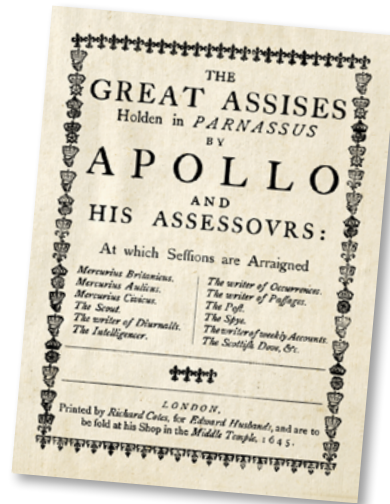 THE
GREAT ASSISES
Holden in PARNASSUS
BY
APOLLO
AND
HIS ASSESSOVRS:
At which Seſſions are Arraigned
Mercurius Britanicus.
Mercurius Aulicus.
Mercurius Civicus.
The Scout.
The writer of Diurnalls.
The Intelligencer.
The writer of Occurrences.
The writer of Paſſages.
The Poſt.
The Spye.
The writer of weekly Accounts.
The Scottiſh Dove, &c.
LONDON,
Printed by Richard Cotes, for Edward Husbands, and are to
be ſold at his Shop in the Middle Temple, 1645.